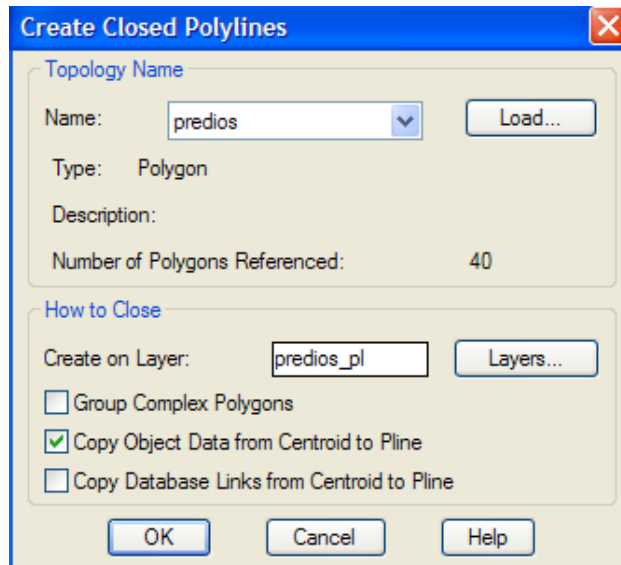 Create Closed Polylines
Topology Name
Name: predios Load...
Type: Polygon
Description:
Number of Polygons Referenced: 40
How to Close
Create on Layer: predios_pl Layers...
Group Complex Polygons
Copy Object Data from Centroid to Pline
Copy Database Links from Centroid to Pline
OK Cancel Help